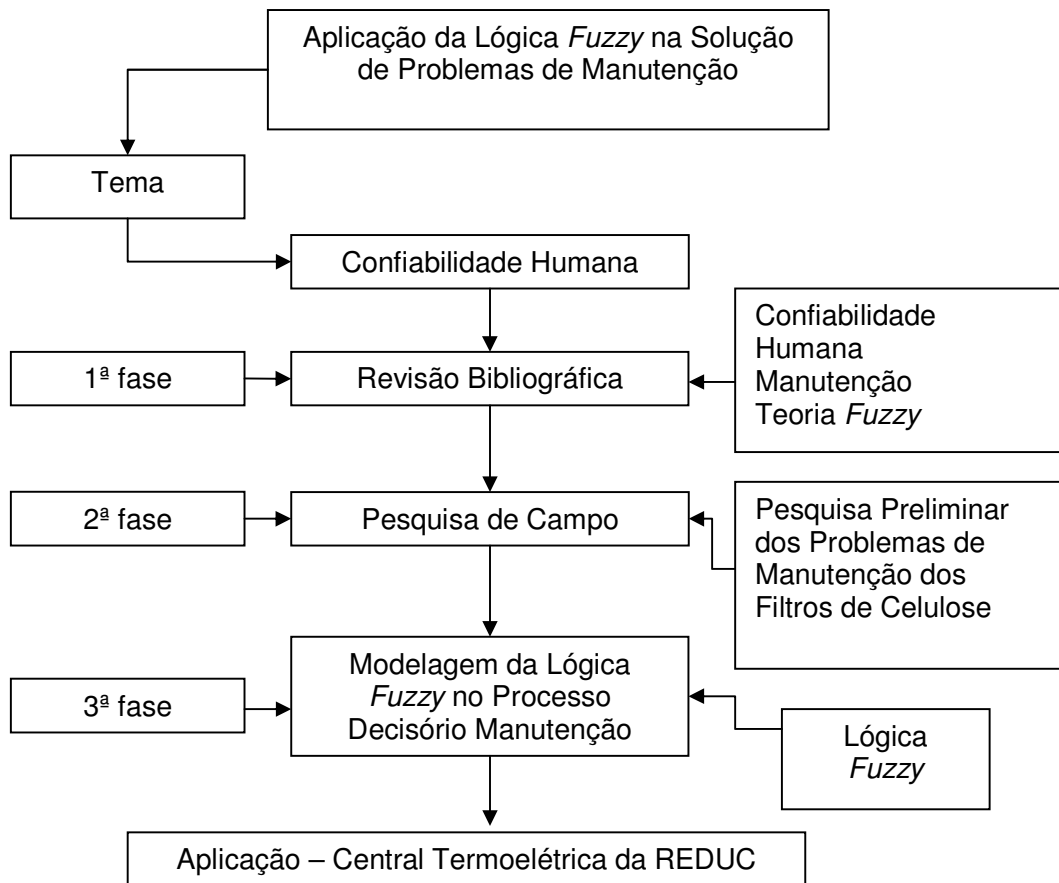 Aplicação da Lógica Fuzzy na Solução
de Problemas de Manutenção
Tema
Confiabilidade Humana
1ª fase
Revisão Bibliográfica
Confiabilidade
Humana
Manutenção
Teoria Fuzzy
2ª fase
Pesquisa de Campo
Pesquisa Preliminar
dos Problemas de
Manutenção dos
Filtros de Celulose
3ª fase
Modelagem da Lógica
Fuzzy no Processo
Decisório Manutenção
Lógica
Fuzzy
Aplicação – Central Termoelétrica da REDUC